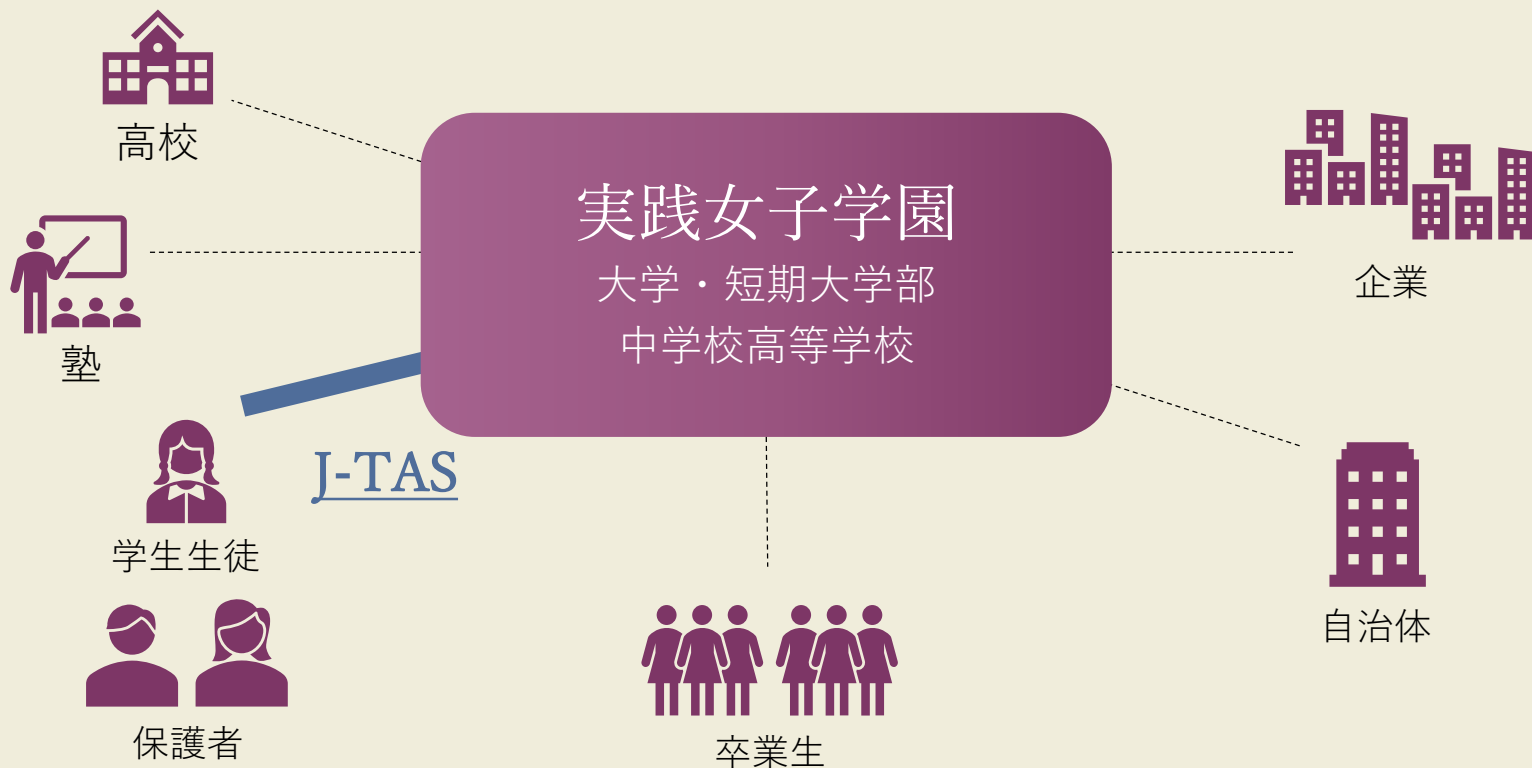 高校
塾
学生生徒
保護者
J-TAS
実践女子学園
大学・短期大学部
中学校高等学校
卒業生
企業
自治体